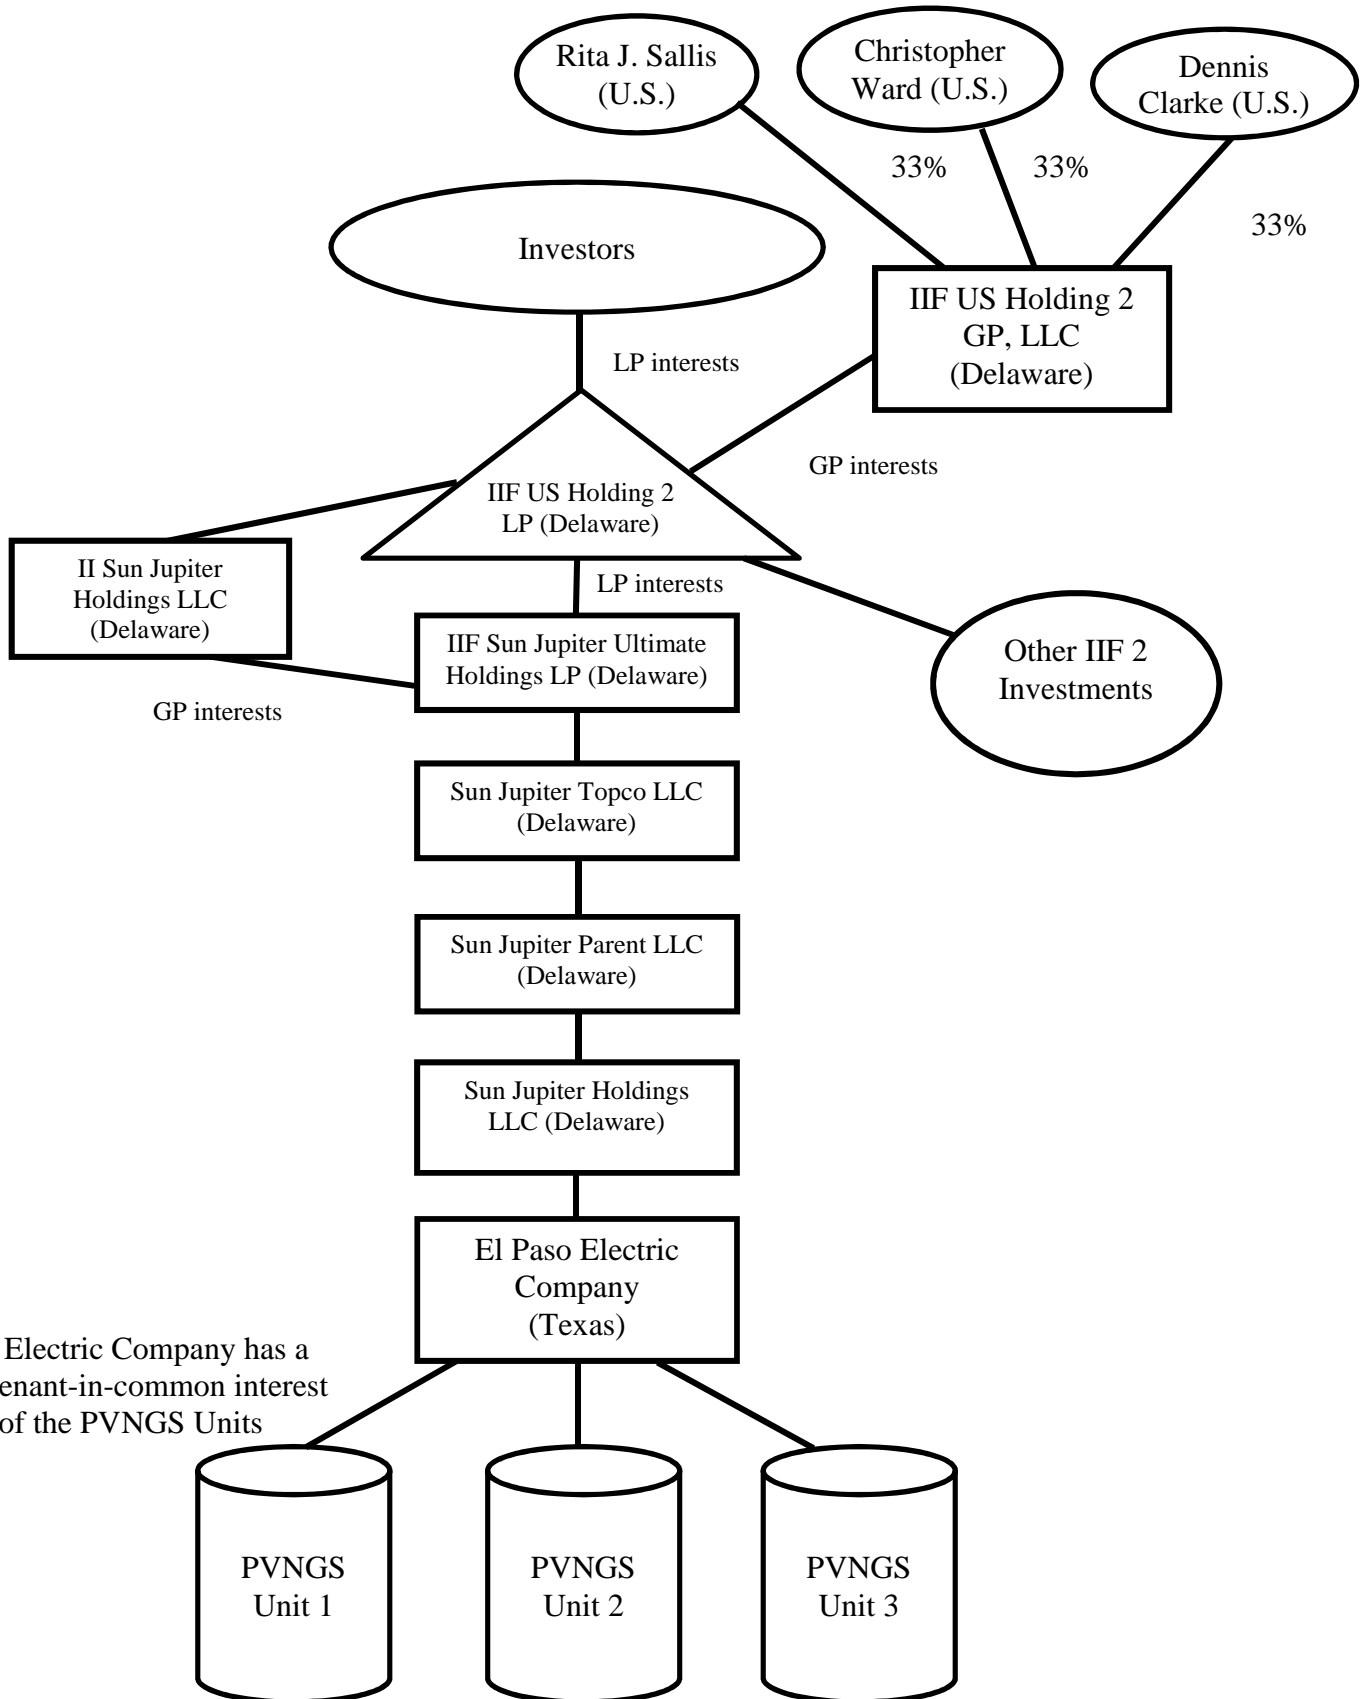 Rita J. Sallis
(U.S.)
Christopher
Ward (U.S.)
Dennis
Clarke (U.S.)
33%
33%
33%
Investors
IIF US Holding 2
GP, LLC
(Delaware)
LP interests
GP interests
IIF US Holding 2
LP (Delaware)
II Sun Jupiter
Holdings LLC
(Delaware)
LP interests
IIF Sun Jupiter Ultimate
Holdings LP (Delaware)
Other IIF 2
Investments
GP interests
Sun Jupiter Topco LLC
(Delaware)
Sun Jupiter Parent LLC
(Delaware)
Sun Jupiter Holdings
LLC (Delaware)
El Paso Electric
Company
(Texas)
Electric Company has a
enant-in-common interest
of the PVNGS Units
PVNGS
Unit 1
PVNGS
Unit 2
PVNGS
Unit 3